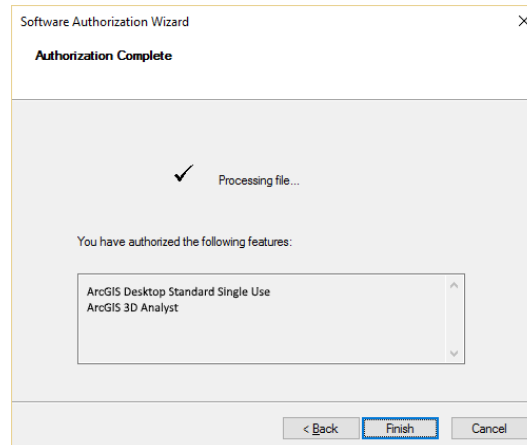 Software Authorization Wizard
Authorization Complete
Processing file...
You have authorized the following features:
ArcGIS Desktop Standard Single Use
ArcGIS 3D Analyst
< Back
Finish
Cancel